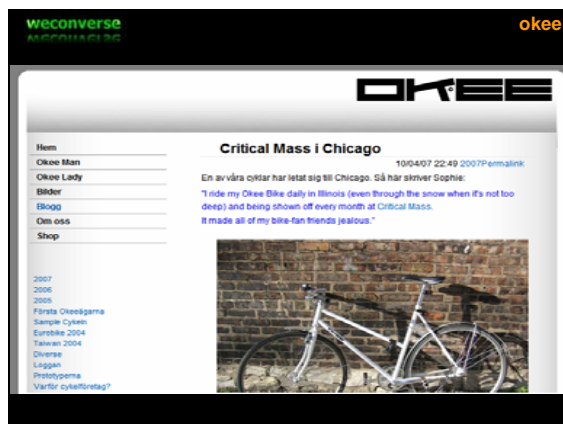 weconverse
okee
OKEE
Hem
Okee Man
Okee Lady
Bilder
Blogg
Om oss
Shop
2007
2006
2005
Första Okeeägarna
Sample Cykeln
Eurobike 2004
Taiwan 2004
Diverse
Loggan
Prototyperna
Varför cykelföretag?
Critical Mass i Chicago
10/04/07 22:49 2007Permalink
En av våra cyklar har letat sig till Chicago. Så här skriver Sophie:
"I ride my Okee Bike daily in Illinois (even through the snow when it's not too
deep) and being shown off every month at Critical Mass.
It made all of my bike-fan friends jealous."